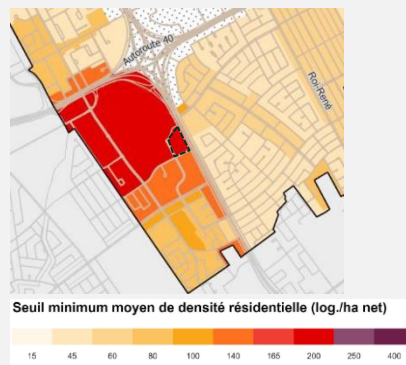 Autoroute 40
Roi-René
Seuil minimum moyen de densité résidentielle (log./ha net)
15 45 60 80 100 140 165 200 250 400